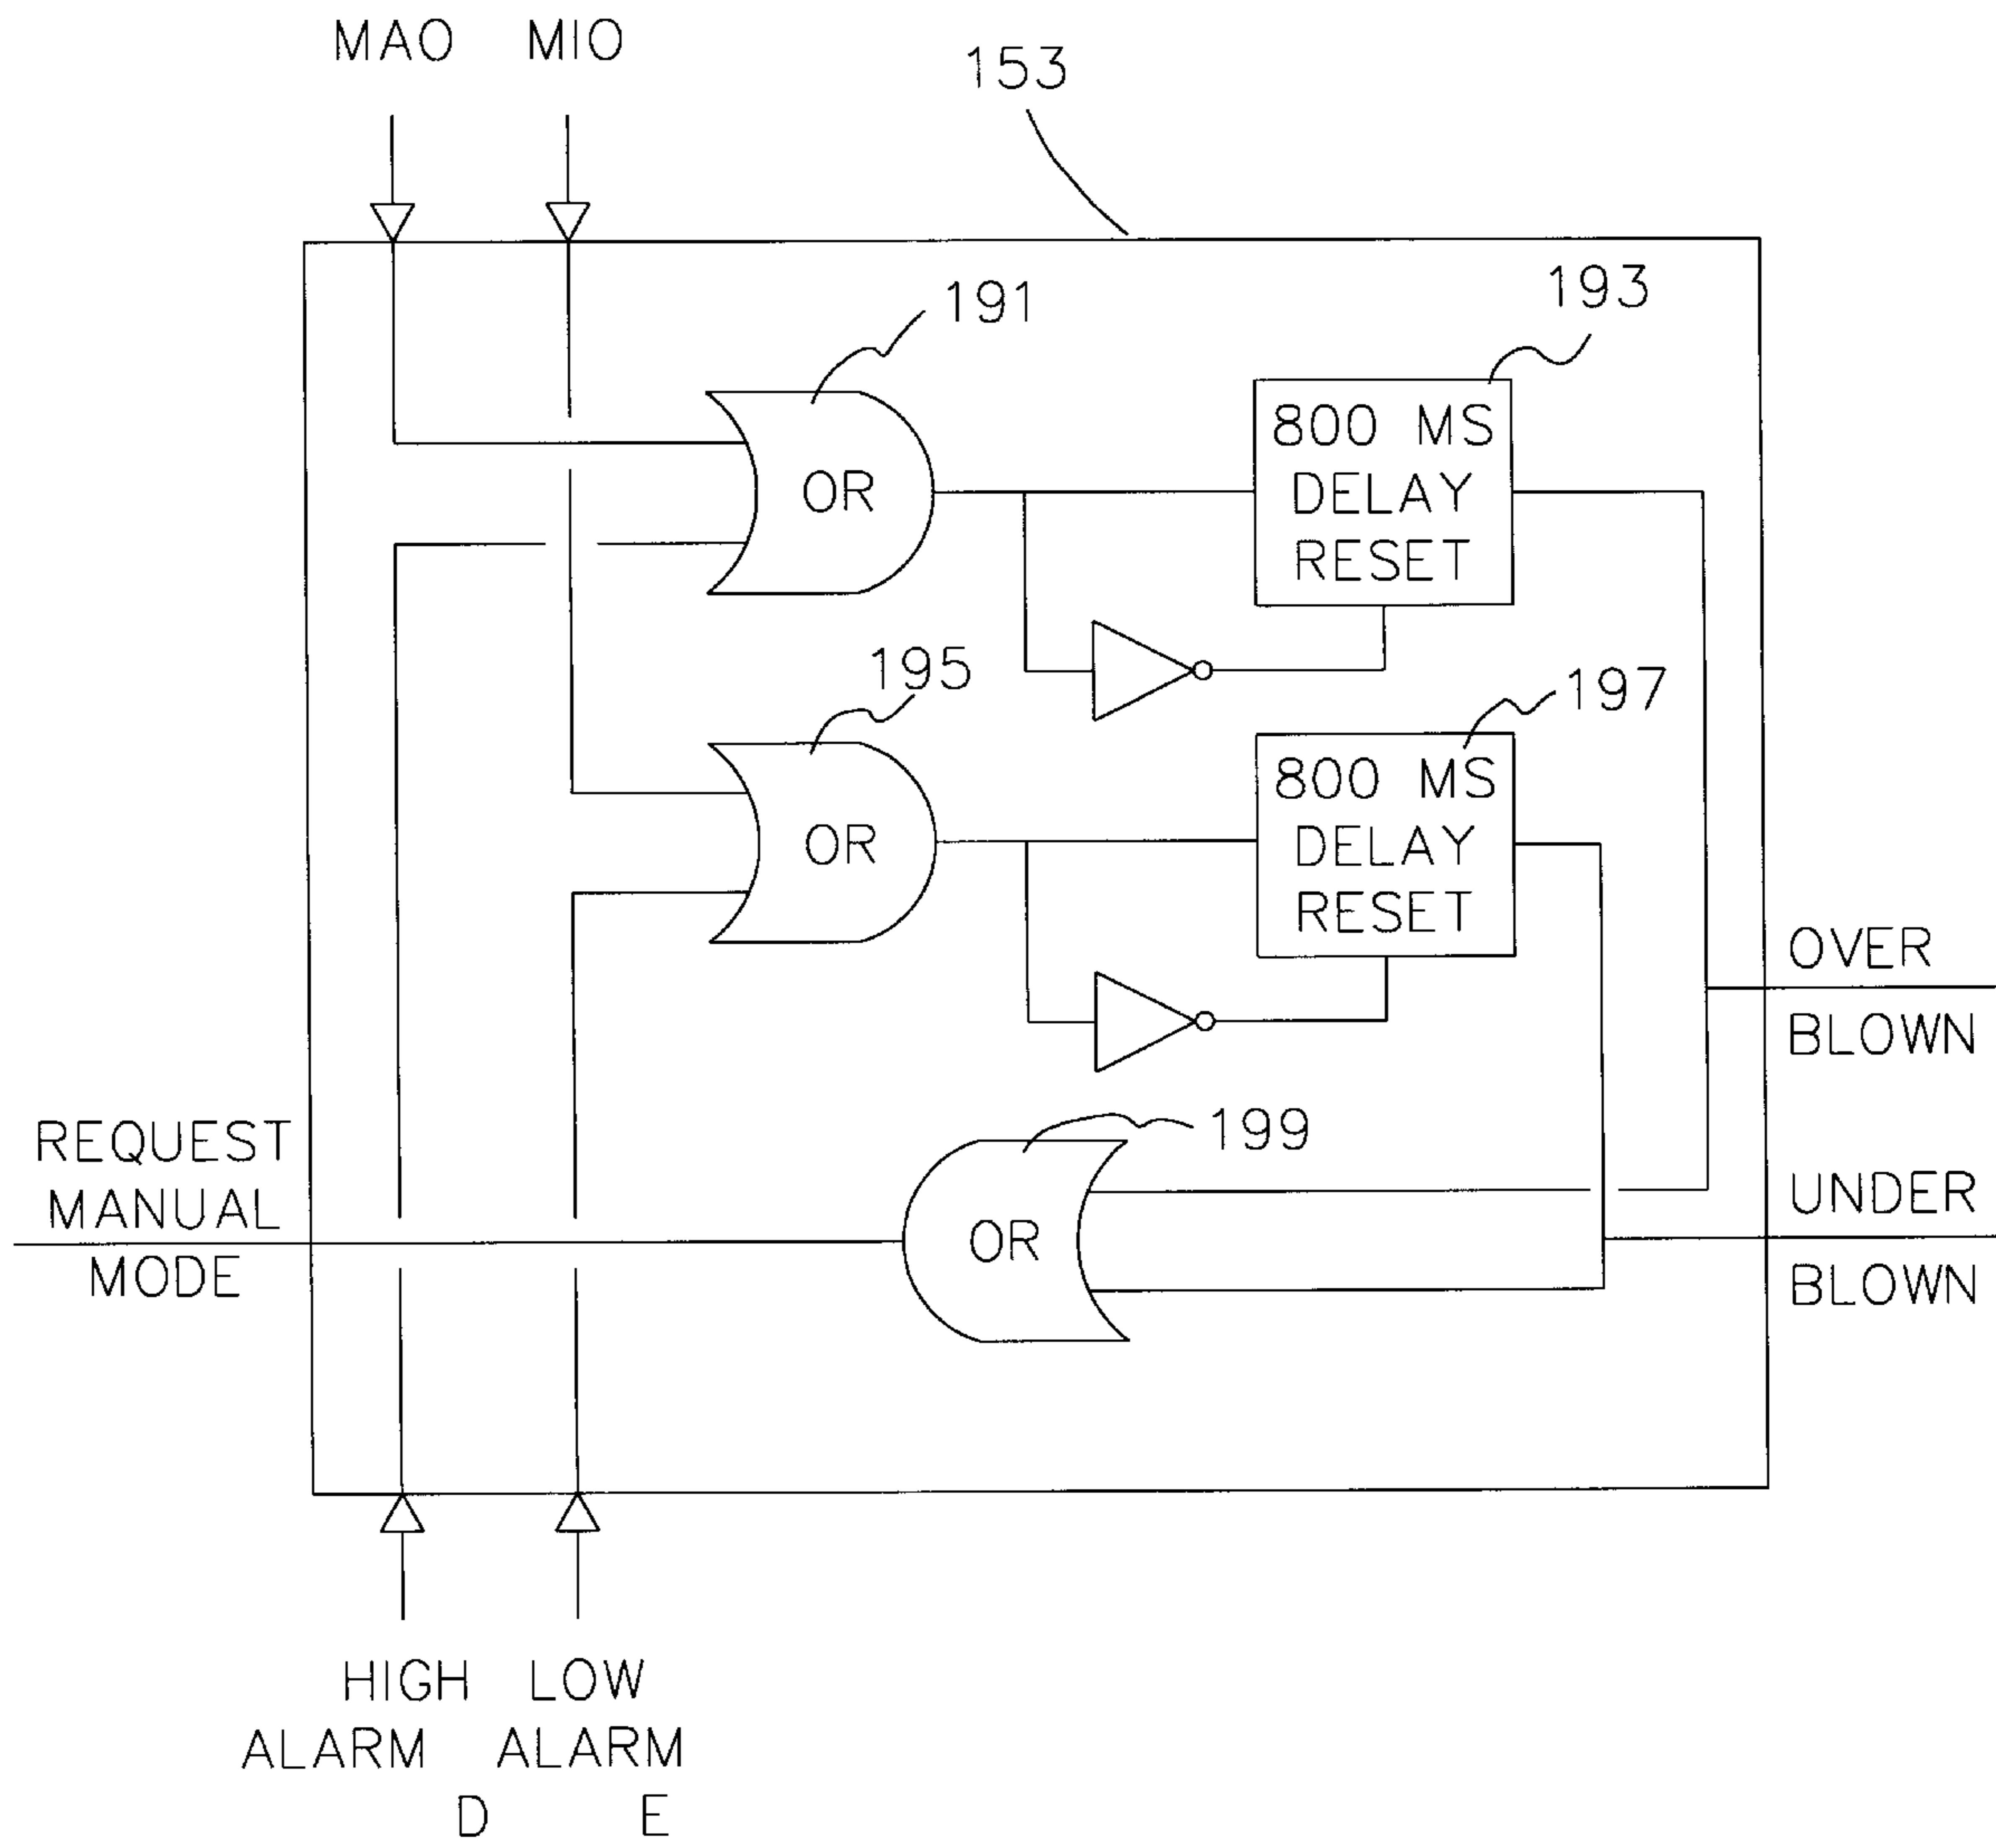 MAO MIO
153
191
193
800 MS
DELAY
RESET
OR
195
197
800 MS
DELAY
RESET
OR
OVER
BLOWN
199
REQUEST
MANUAL
MODE
OR
UNDER
BLOWN
HIGH LOW
ALARM ALARM
D E